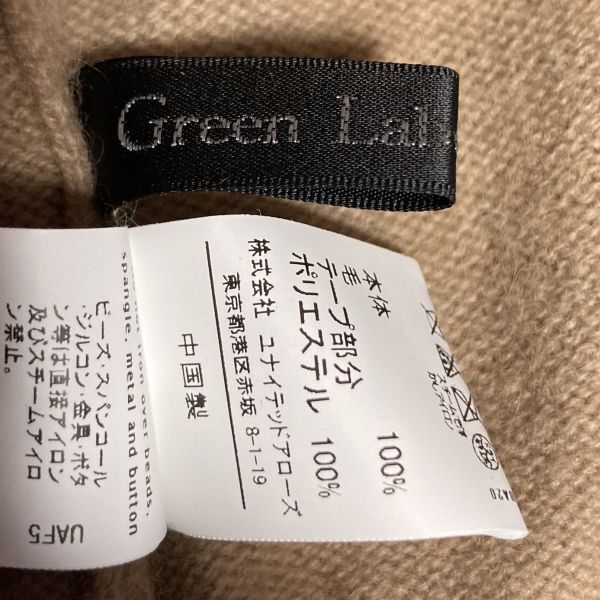 Green Lab
本体
毛 100%
テープ部分
ポリエステル 100%
株式会社 ユナイテッドアローズ
東京都港区赤坂 8-1-19
中国製
iron over beads.
spangle, metal and button
ビーズ・スパンコール
・ジルコン・金具・ボタ
ン等は直接アイロン
及びスチームアイロ
ン禁止。
UAF5